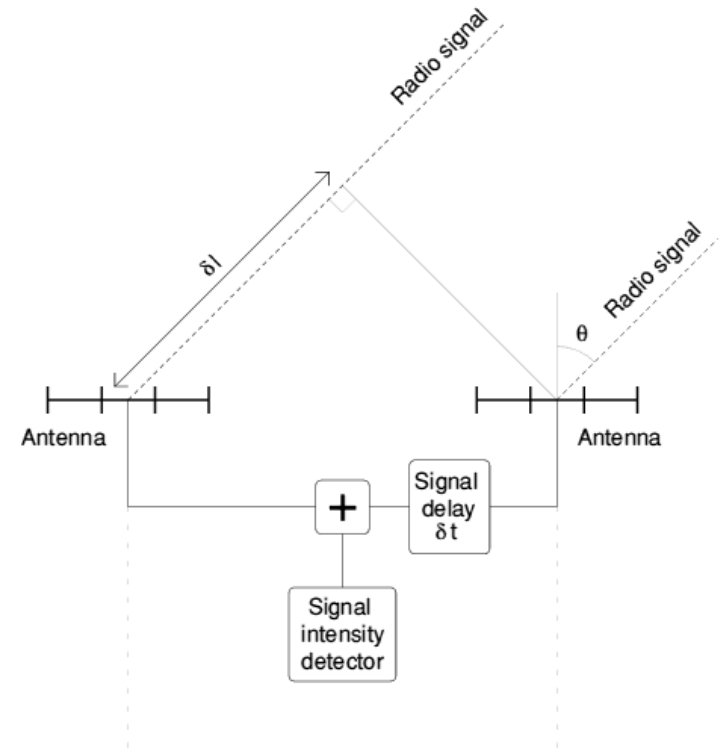 Radio signal
Radio signal
δl
θ
Antenna
Antenna
+
Signal
delay
δt
Signal
intensity
detector